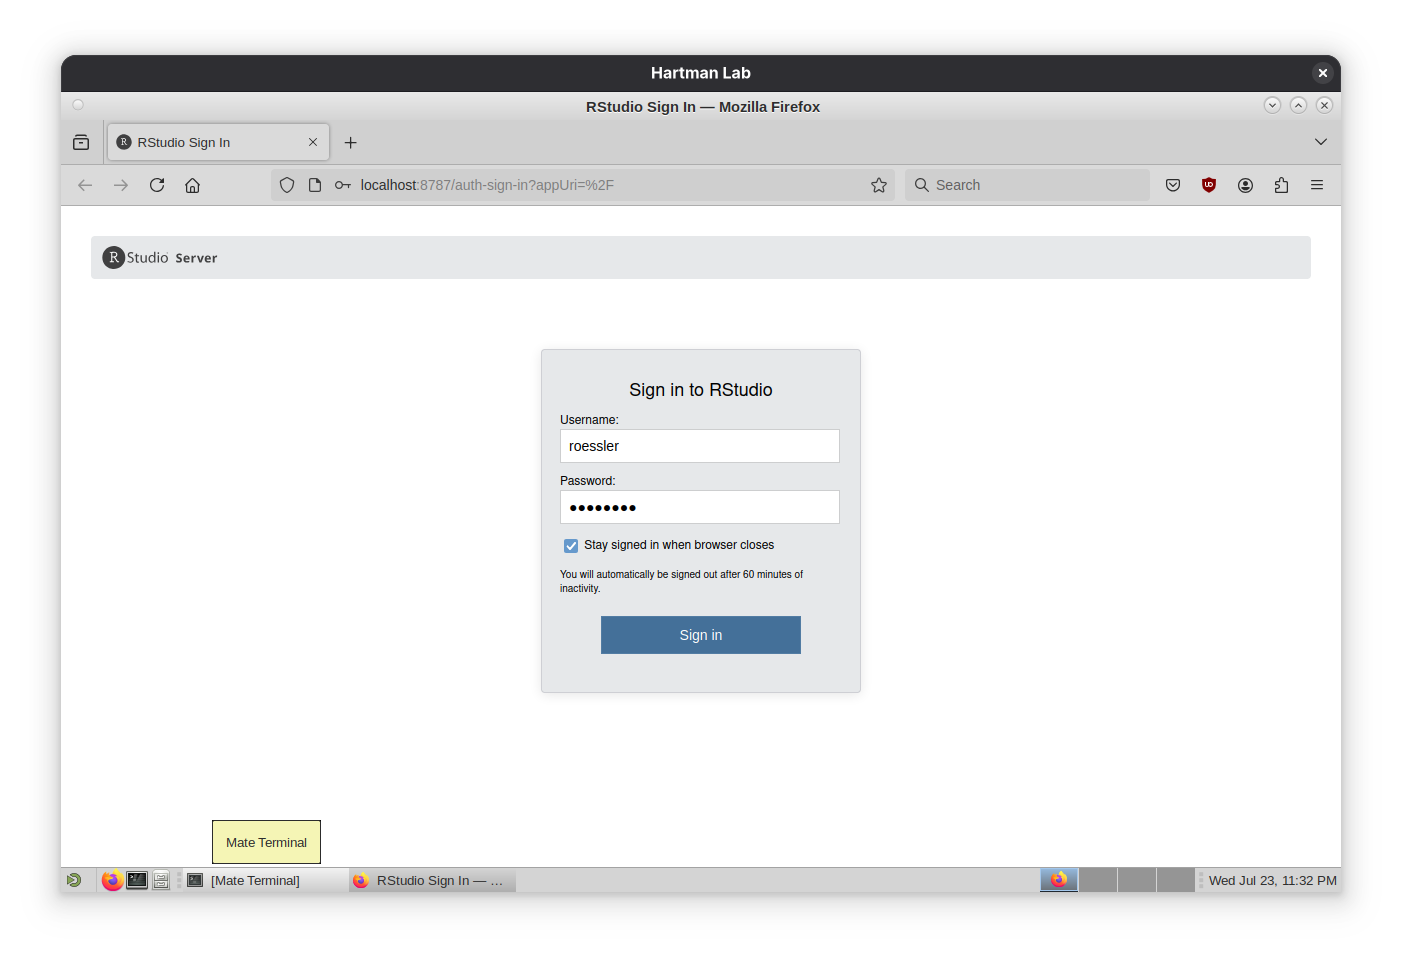 Hartman Lab
RStudio Sign In — Mozilla Firefox
R RStudio Sign In
localhost:8787/auth-sign-in?appUri=%2F
Search
R Studio Server
Sign in to RStudio
Username:
roessler
Password:
●●●●●●●●
Stay signed in when browser closes
You will automatically be signed out after 60 minutes of
inactivity.
Sign in
Mate Terminal
[Mate Terminal]
RStudio Sign In — ...
Wed Jul 23, 11:32 PM